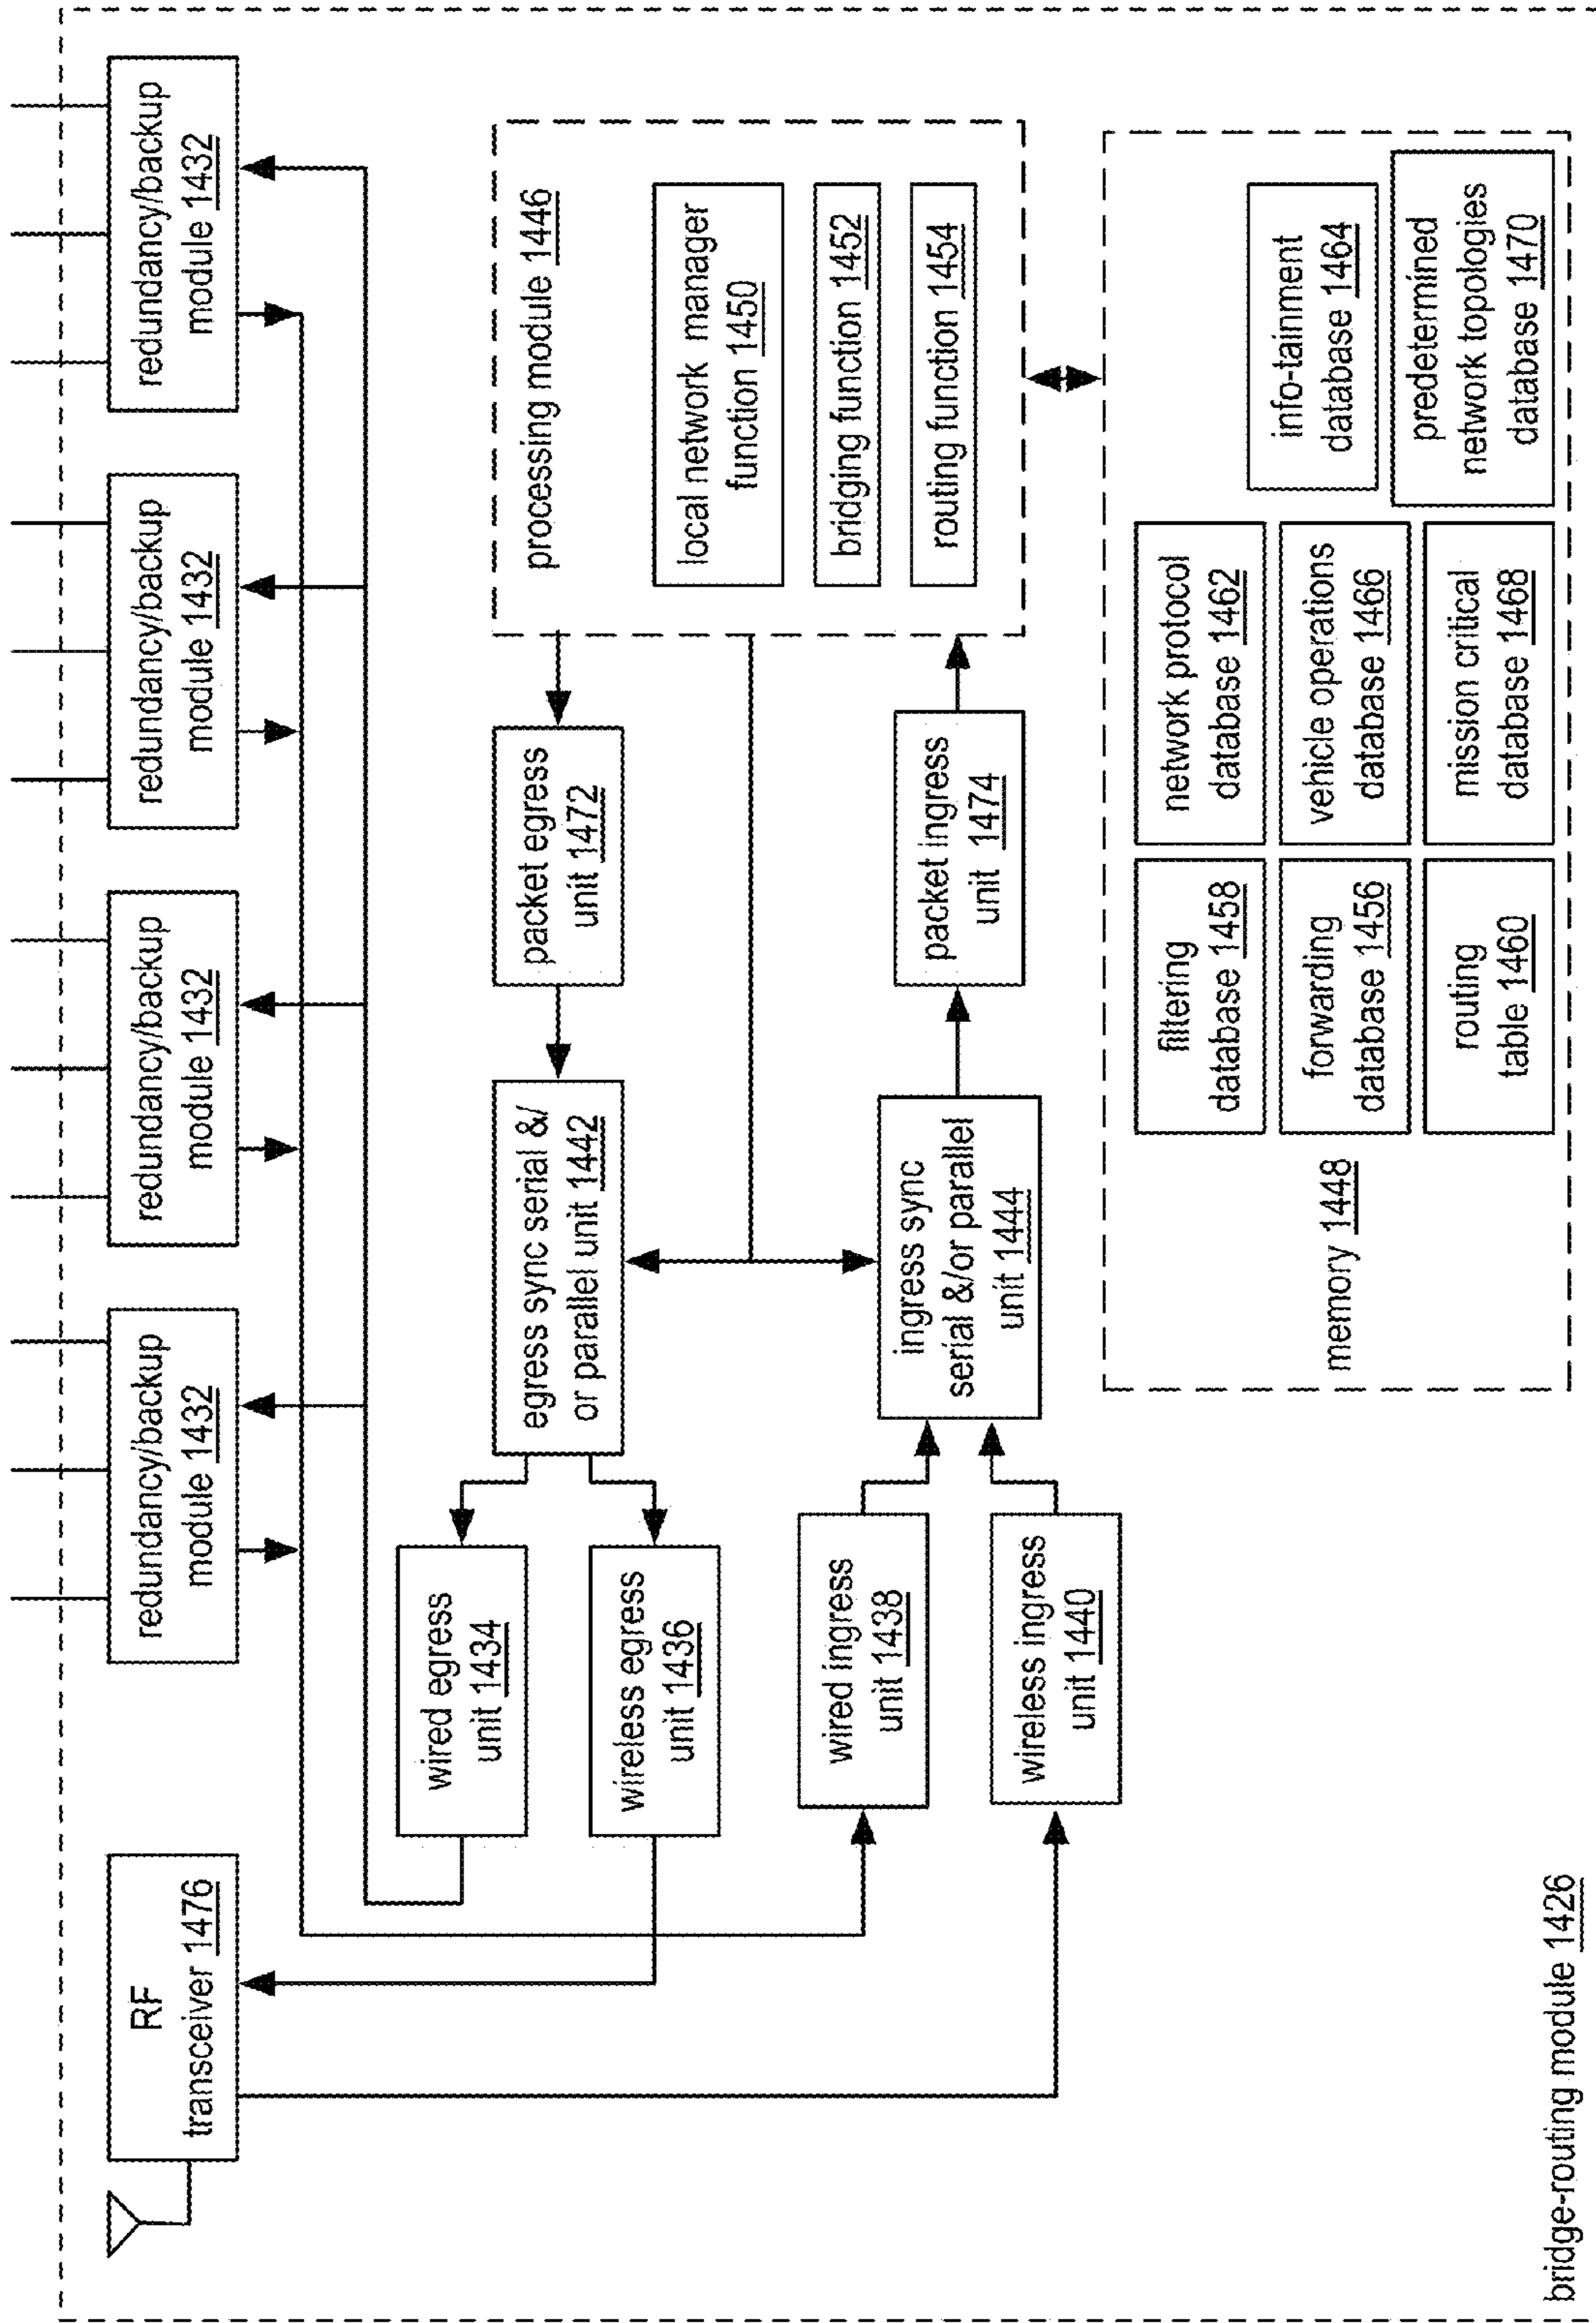 RF
transceiver 1476
redundancy/backup
module 1432
redundancy/backup
module 1432
redundancy/backup
module 1432
redundancy/backup
module 1432
wired egress
unit 1434
wireless egress
unit 1436
egress sync serial &/
or parallel unit 1442
packet egress
unit 1472
processing module 1446
local network manager
function 1450
bridging function 1452
routing function 1454
wired ingress
unit 1438
wireless ingress
unit 1440
ingress sync
serial &/or parallel
unit 1444
packet ingress
unit 1474
memory 1448
filtering
database 1458
network protocol
database 1462
info-tainment
database 1464
forwarding
database 1456
vehicle operations
database 1466
predetermined
network topologies
database 1470
routing
table 1460
mission critical
database 1468
bridge-routing module 1426